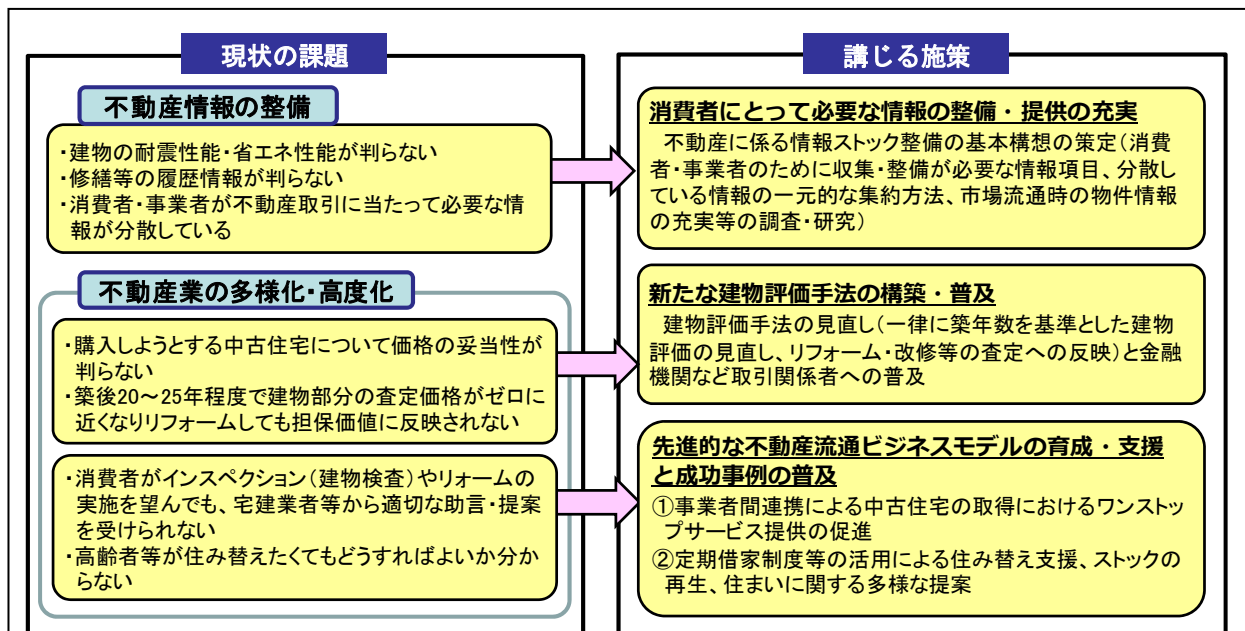 現状の課題
不動産情報の整備
・建物の耐震性能・省エネ性能が判らない
・修繕等の履歴情報が判らない
・消費者・事業者が不動産取引に当たって必要な情
報が分散している
不動産業の多様化・高度化
・購入しようとする中古住宅について価格の妥当性が
判らない
・築後20～25年程度で建物部分の査定価格がゼロに
近くなりリフォームしても担保価値に反映されない
・消費者がインスペクション(建物検査)やリォームの
実施を望んでも、宅建業者等から適切な助言・提案
を受けられない
・高齢者等が住み替えたくてもどうすればよいか分か
らない
講じる施策
消費者にとって必要な情報の整備・提供の充実
不動産に係る情報ストック整備の基本構想の策定(消費
者・事業者のために収集・整備が必要な情報項目、分散し
ている情報の一元的な集約方法、市場流通時の物件情報
の充実等の調査・研究)
新たな建物評価手法の構築・普及
建物評価手法の見直し(一律に築年数を基準とした建物
評価の見直し、リフォーム・改修等の査定への反映)と金融
機関など取引関係者への普及
先進的な不動産流通ビジネスモデルの育成・支援
と成功事例の普及
①事業者間連携による中古住宅の取得におけるワンストッ
プサービス提供の促進
②定期借家制度等の活用による住み替え支援、ストックの
再生、住まいに関する多様な提案